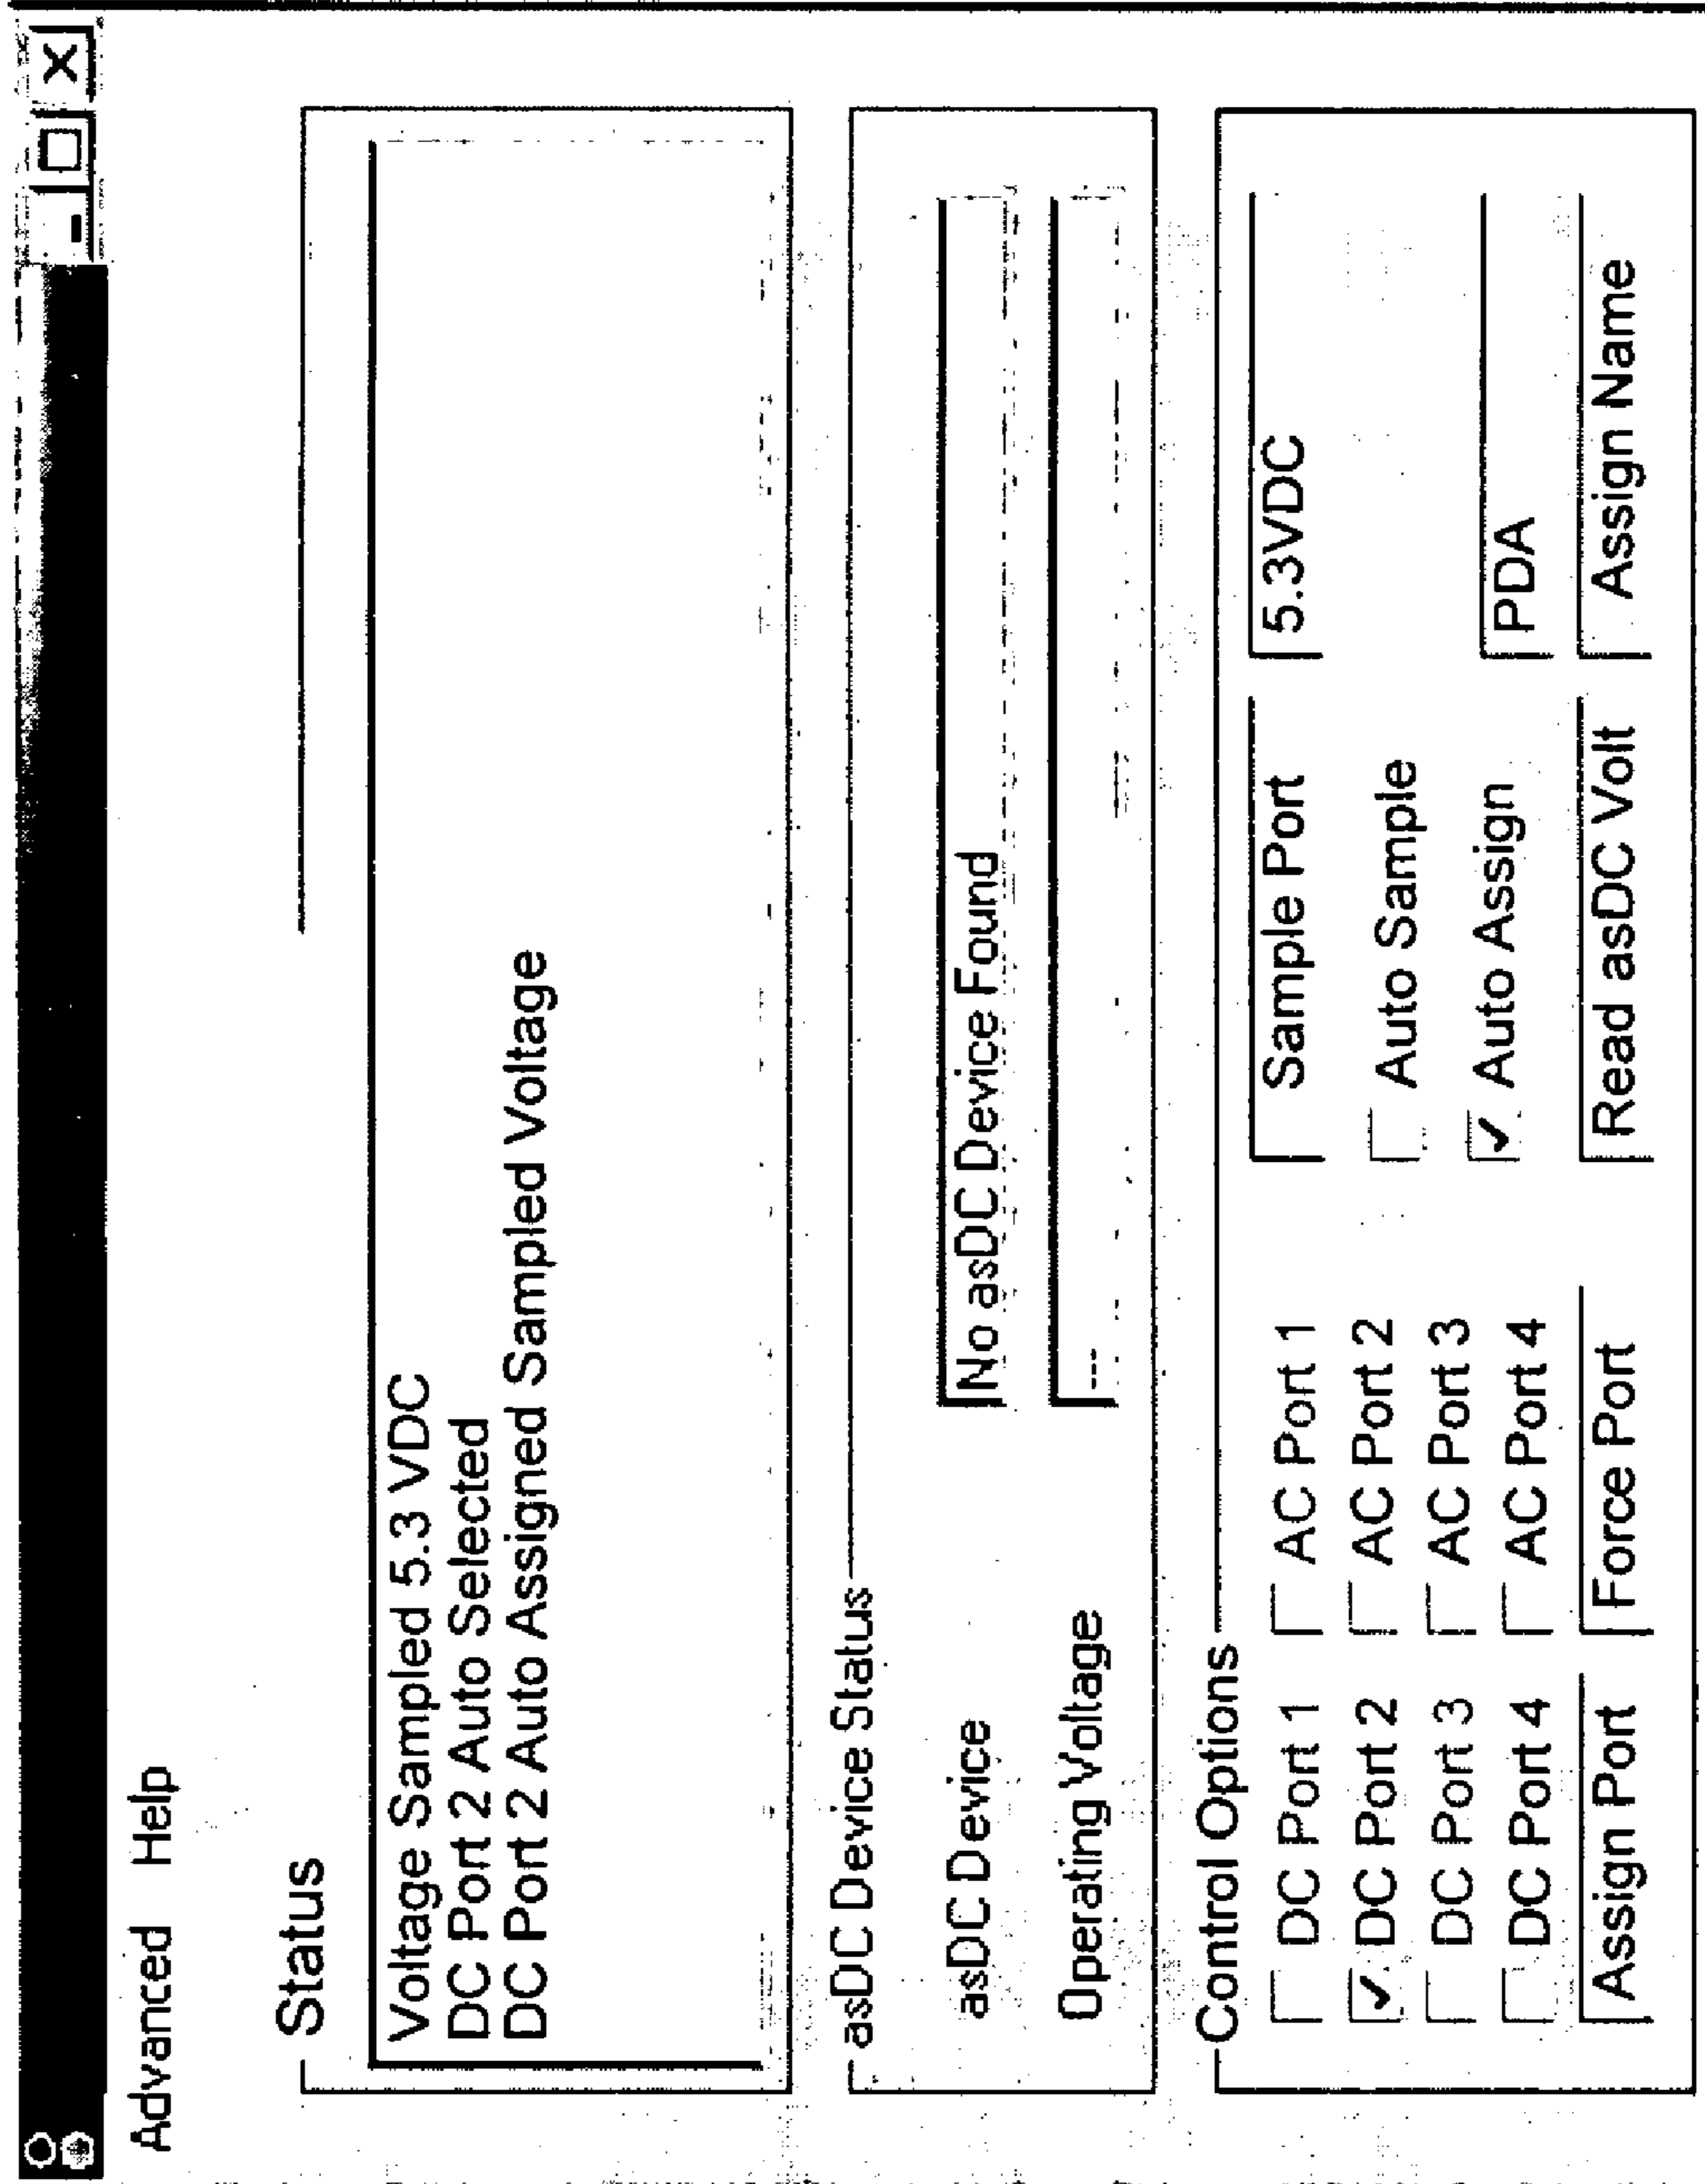 Advanced Help
Status
Voltage Sampled 5.3 VDC
DC Port 2 Auto Selected
DC Port 2 Auto Assigned Sampled Voltage
asDC Device Status
asDC Device No asDC Device Found
Operating Voltage ---
Control Options
DC Port 1 AC Port 1 Sample Port 5.3VDC
DC Port 2 AC Port 2 Auto Sample
DC Port 3 AC Port 3
DC Port 4 AC Port 4 Auto Assign PDA
Assign Port Force Port Read asDC Volt Assign Name